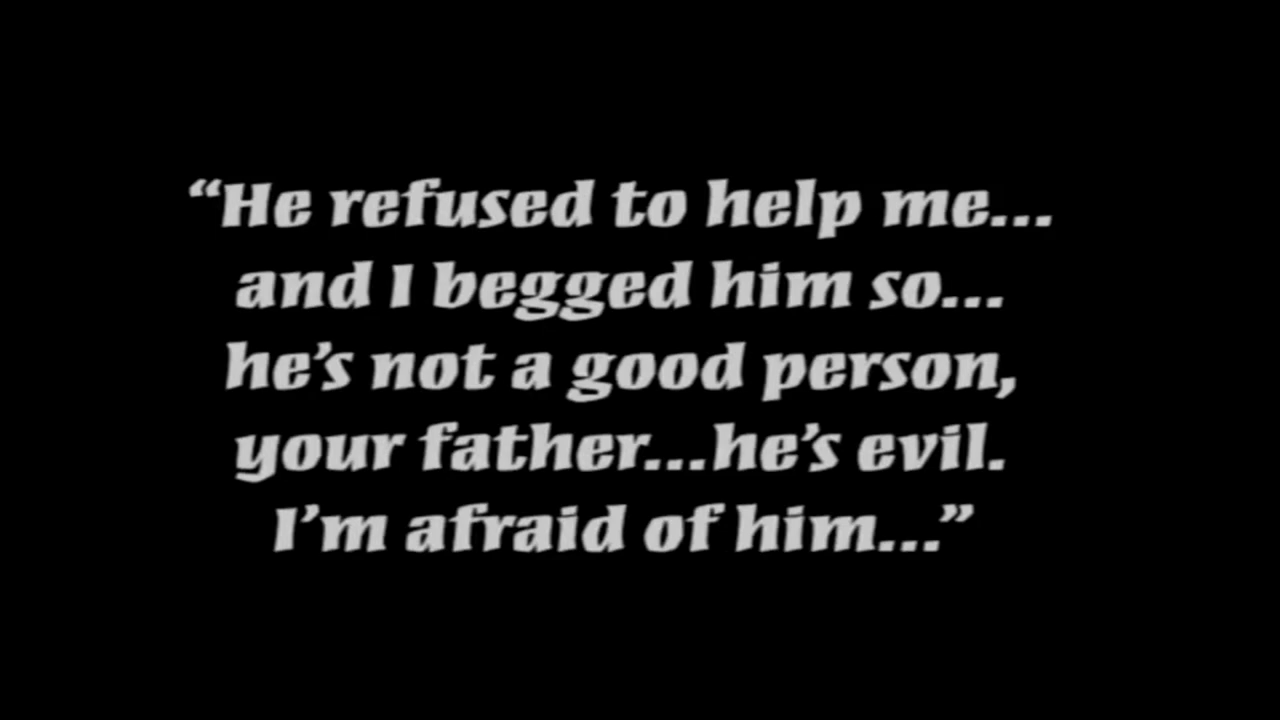 “He refused to help me...
and I begged him so...
he’s not a good person,
your father...he’s evil.
I’m afraid of him...”